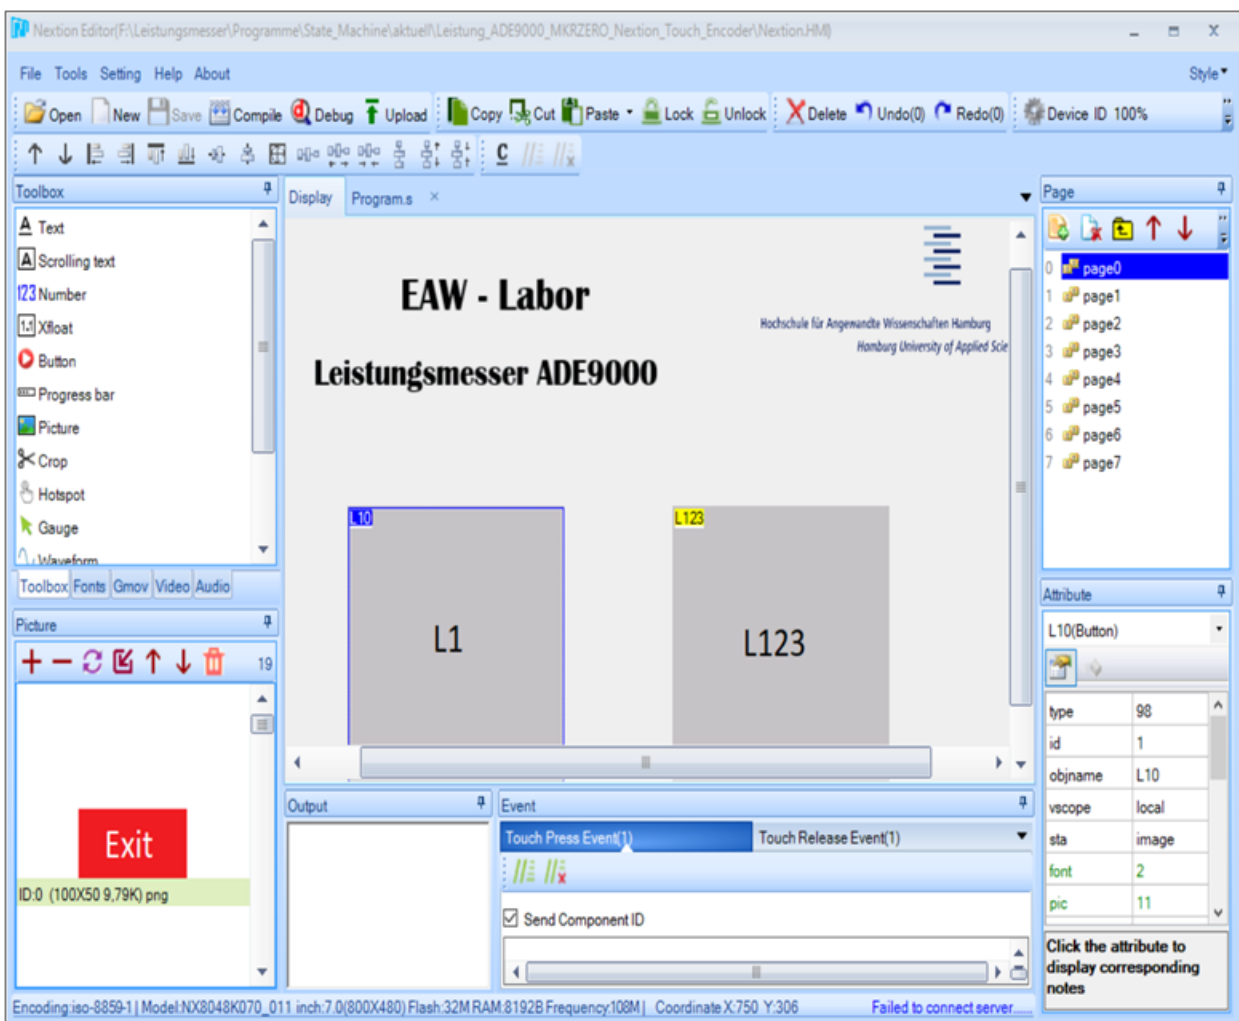 Nextion Editor(F:\Leistungsmesser\Programme\State_Machine\aktuell\Leistung_ADE9000_MKRZERO_Nextion_Touch_Encoder\Nextion.HMI)
File Tools Setting Help About
Style
Open New Save Compile Debug Upload Copy Cut Paste Lock Unlock Delete Undo(0) Redo(0) Device ID 100%
Toolbox
A Text
A Scrolling text
123 Number
1.1 Xfloat
Button
Progress bar
Picture
Crop
Hotspot
Gauge
Waveform
Toolbox Fonts Gmov Video Audio
Picture
19
Exit
ID:0 (100X50 9,79K) png
Display Program.s ×
EAW - Labor
Leistungsmesser ADE9000
Hochschule für Angewandte Wissenschaften Hamburg
Hamburg University of Applied Scie
L10
L1
L123
L123
Output
Event
Touch Press Event(1) Touch Release Event(1)
Send Component ID
Page
0 page0
1 page1
2 page2
3 page3
4 page4
5 page5
6 page6
7 page7
Attribute
L10(Button)
type 98
id 1
objname L10
vscope local
sta image
font 2
pic 11
Click the attribute to
display corresponding
notes
Encoding:iso-8859-1 | Model:NX8048K070_011 inch:7.0(800X480) Flash:32M RAM:8192B Frequency:108M | Coordinate X:750 Y:306 Failed to connect server......